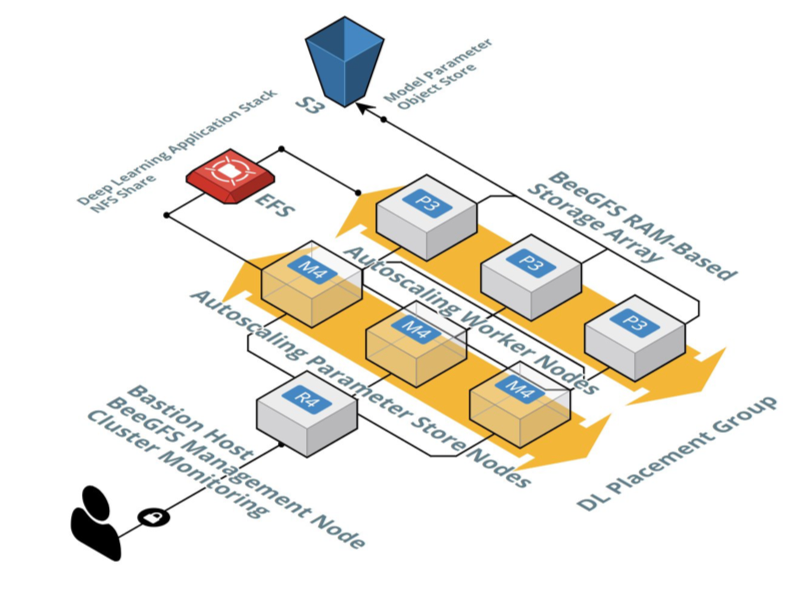 S3
Model Parameter
Object Store
Deep Learning Application Stack
NFS Share
EFS
BeeGFS RAM-Based
Storage Array
P3
P3
P3
Autoscaling Worker Nodes
M4
M4
M4
Autoscaling Parameter Store Nodes
R4
DL Placement Group
Bastion Host
BeeGFS Management Node
Cluster Monitoring